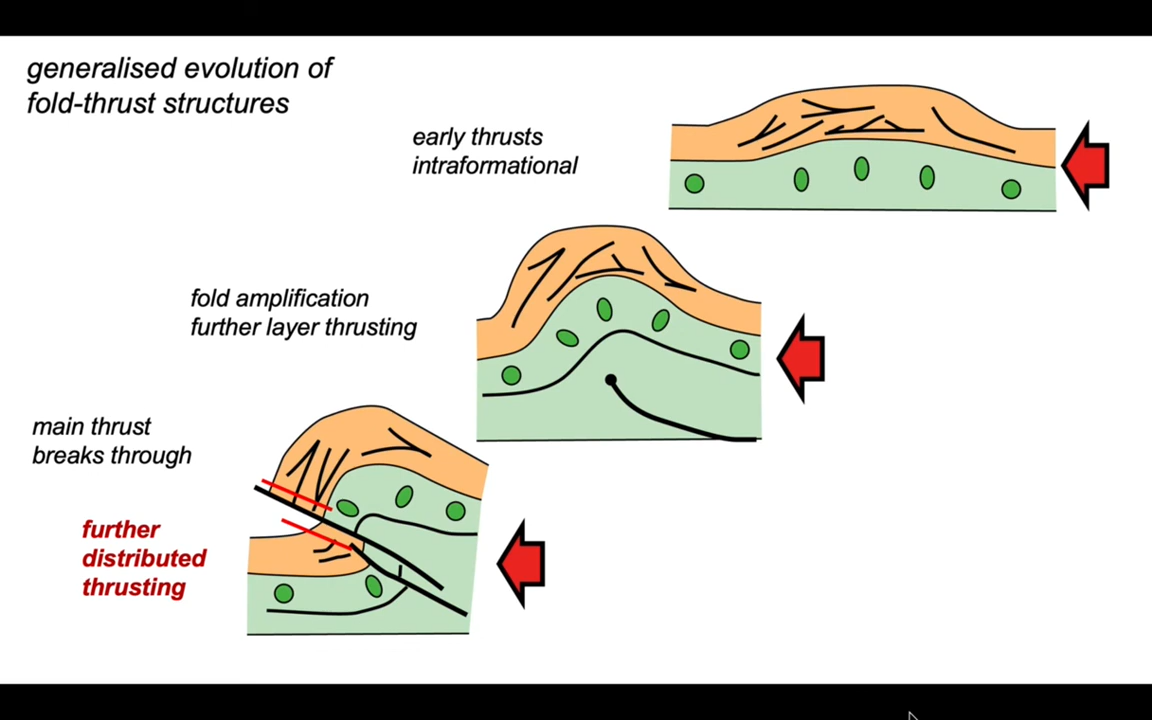 generalised evolution of
fold-thrust structures
early thrusts
intraformational
fold amplification
further layer thrusting
main thrust
breaks through
further
distributed
thrusting